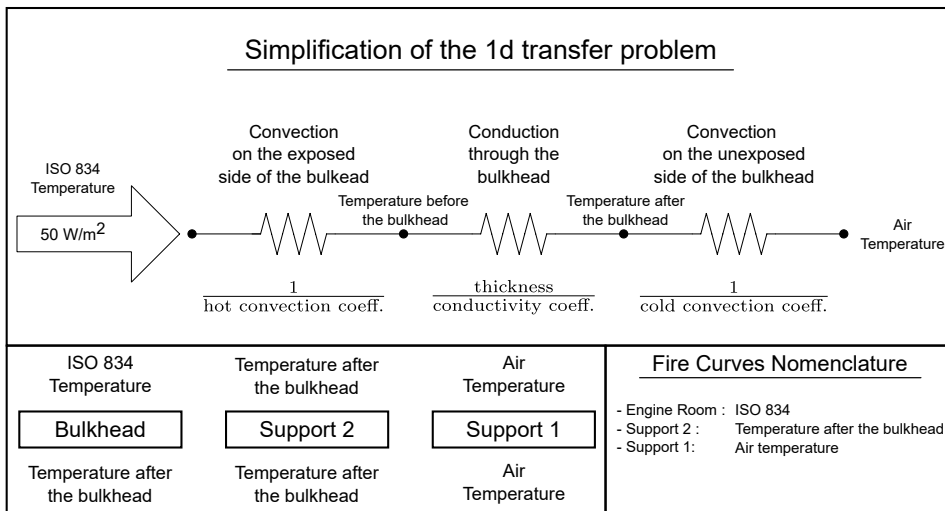 Simplification of the 1d transfer problem
ISO 834
Temperature
50 W/m²
Convection
on the exposed
side of the bulkead
Temperature before
the bulkhead
Conduction
through the
bulkhead
Temperature after
the bulkhead
Convection
on the unexposed
side of the bulkhead
Air
Temperature
1
hot convection coeff.
thickness
conductivity coeff.
1
cold convection coeff.
ISO 834
Temperature
Bulkhead
Temperature after
the bulkhead
Temperature after
the bulkhead
Support 2
Temperature after
the bulkhead
Air
Temperature
Support 1
Air
Temperature
Fire Curves Nomenclature
- Engine Room : ISO 834
- Support 2 : Temperature after the bulkhead
- Support 1: Air temperature